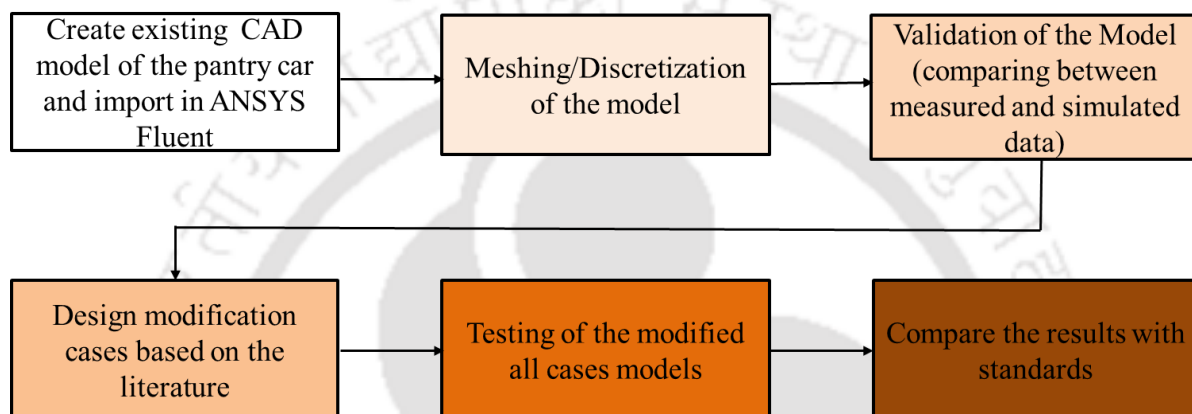 Create existing CAD
model of the pantry car
and import in ANSYS
Fluent
Meshing/Discretization
of the model
Validation of the Model
(comparing between
measured and simulated
data)
Design modification
cases based on the
literature
Testing of the modified
all cases models
Compare the results with
standards